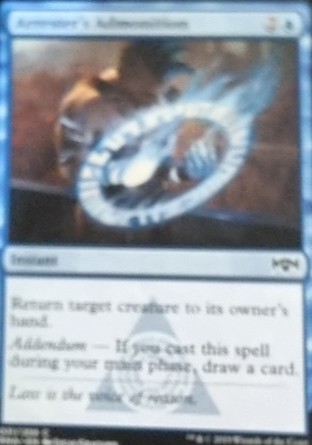 Arrester's Admonition 2
Instant
Return target creature to its owner's
hand.
Addendum — If you cast this spell
during your main phase, draw a card.
Law is the voice of reason.